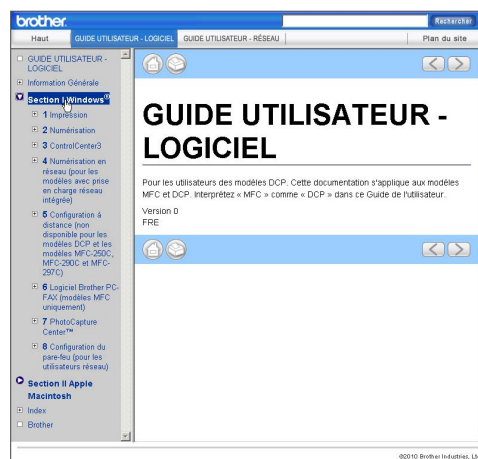 brother.
Rechercher
Haut
GUIDE UTILISATEUR - LOGICIEL
GUIDE UTILISATEUR - RÉSEAU
Plan du site
GUIDE UTILISATEUR -
LOGICIEL
Information Générale
Section I Windows®
1 Impression
2 Numérisation
3 ControlCenter3
4 Numérisation en
réseau (pour les
modèles avec prise
en charge réseau
intégrée)
5 Configuration à
distance (non
disponible pour les
modèles DCP et les
modèles MFC-250C,
MFC-290C et MFC-
297C)
6 Logiciel Brother PC-
FAX (modèles MFC
uniquement)
7 PhotoCapture
Center™
8 Configuration du
pare-feu (pour les
utilisateurs réseau)
Section II Apple
Macintosh
Index
Brother
GUIDE UTILISATEUR -
LOGICIEL
Pour les utilisateurs des modèles DCP. Cette documentation s'applique aux modèles
MFC et DCP. Interprétez « MFC » comme « DCP » dans ce Guide de l'utilisateur.
Version 0
FRE
©2010 Brother Industries, Lt